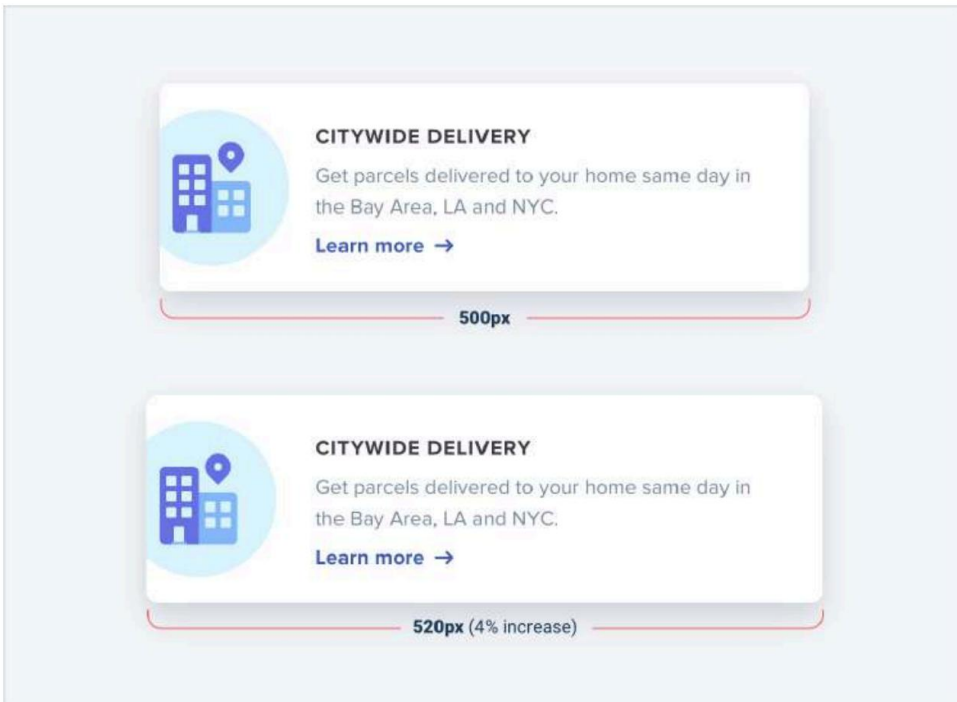 CITYWIDE DELIVERY
Get parcels delivered to your home same day in
the Bay Area, LA and NYC.
Learn more →
500px
CITYWIDE DELIVERY
Get parcels delivered to your home same day in
the Bay Area, LA and NYC.
Learn more →
520px (4% increase)